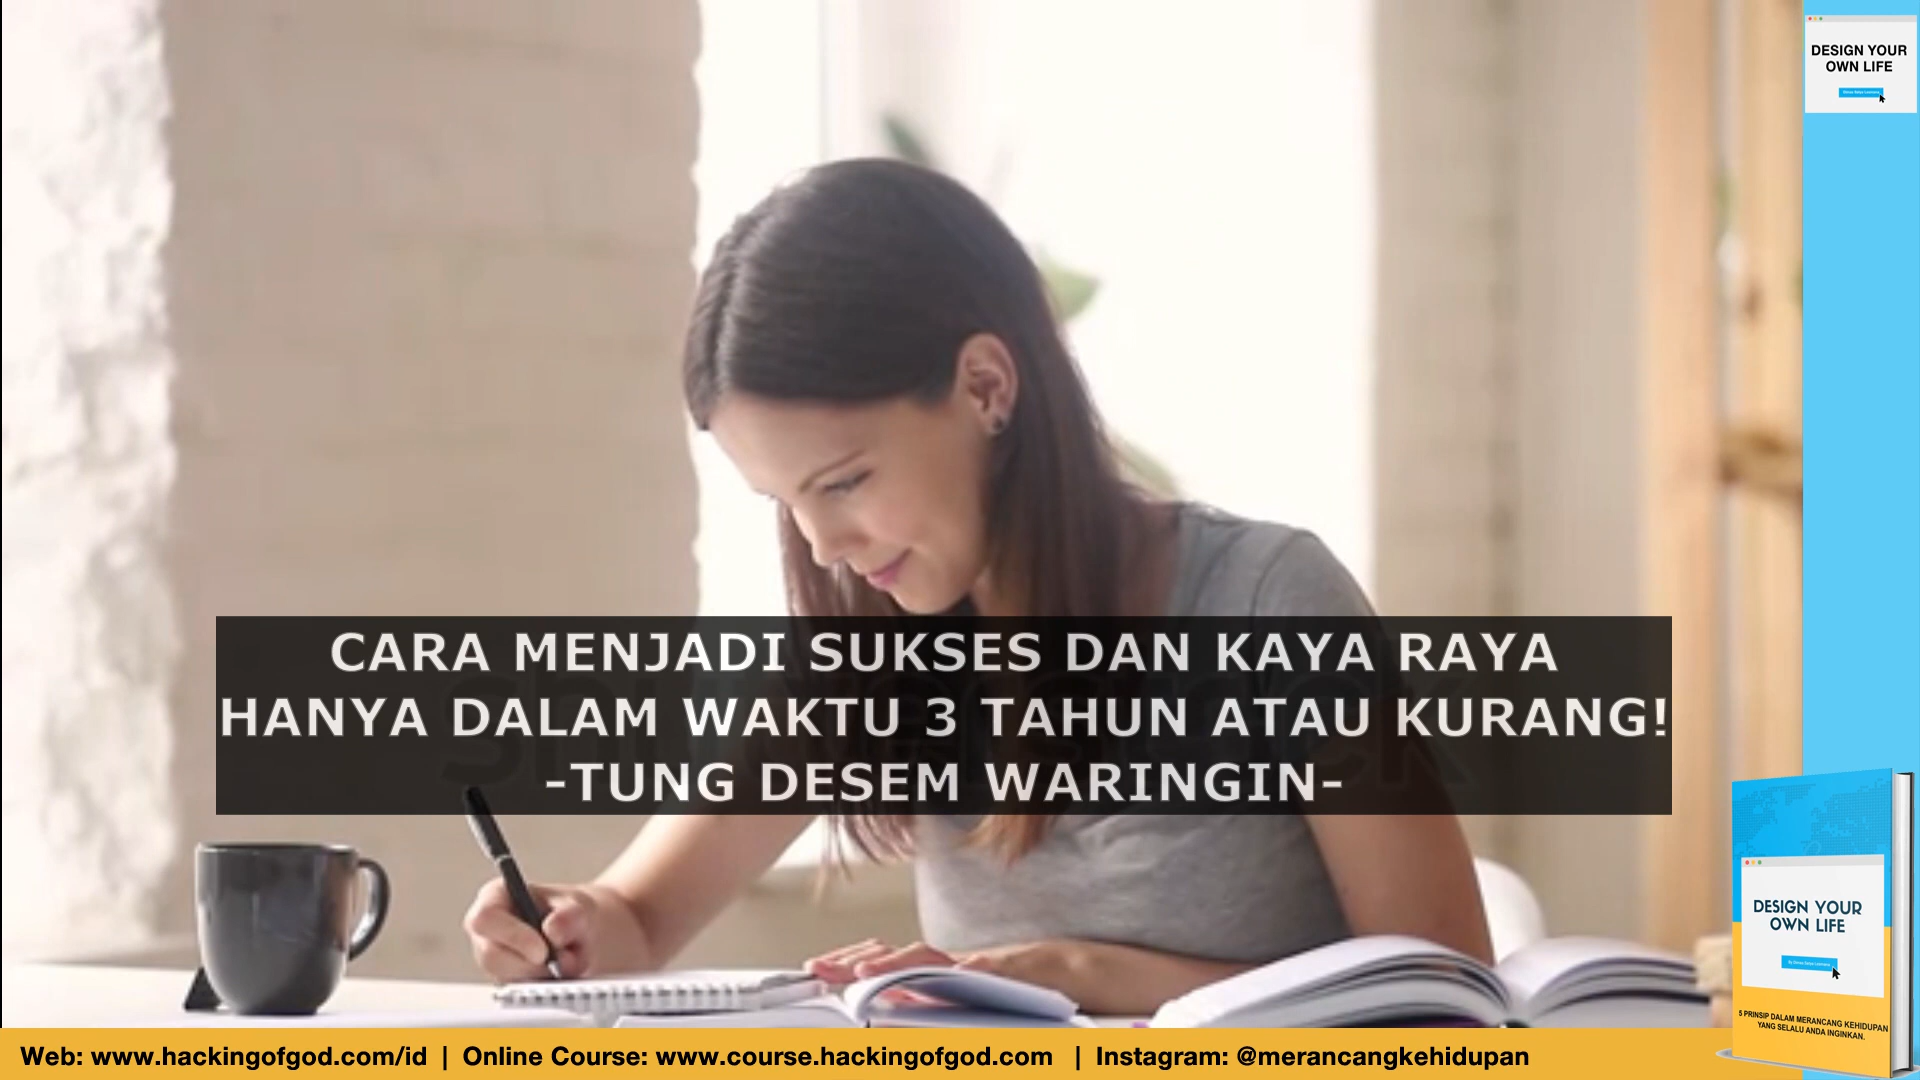 DESIGN YOUR
OWN LIFE
CARA MENJADI SUKSES DAN KAYA RAYA
HANYA DALAM WAKTU 3 TAHUN ATAU KURANG!
-TUNG DESEM WARINGIN-
DESIGN YOUR
OWN LIFE
5 PRINSIP DALAM MERANCANG KEHIDUPAN
YANG SELALU ANDA INGINKAN.
Web: www.hackingofgod.com/id | Online Course: www.course.hackingofgod.com | Instagram: @merancangkehidupan